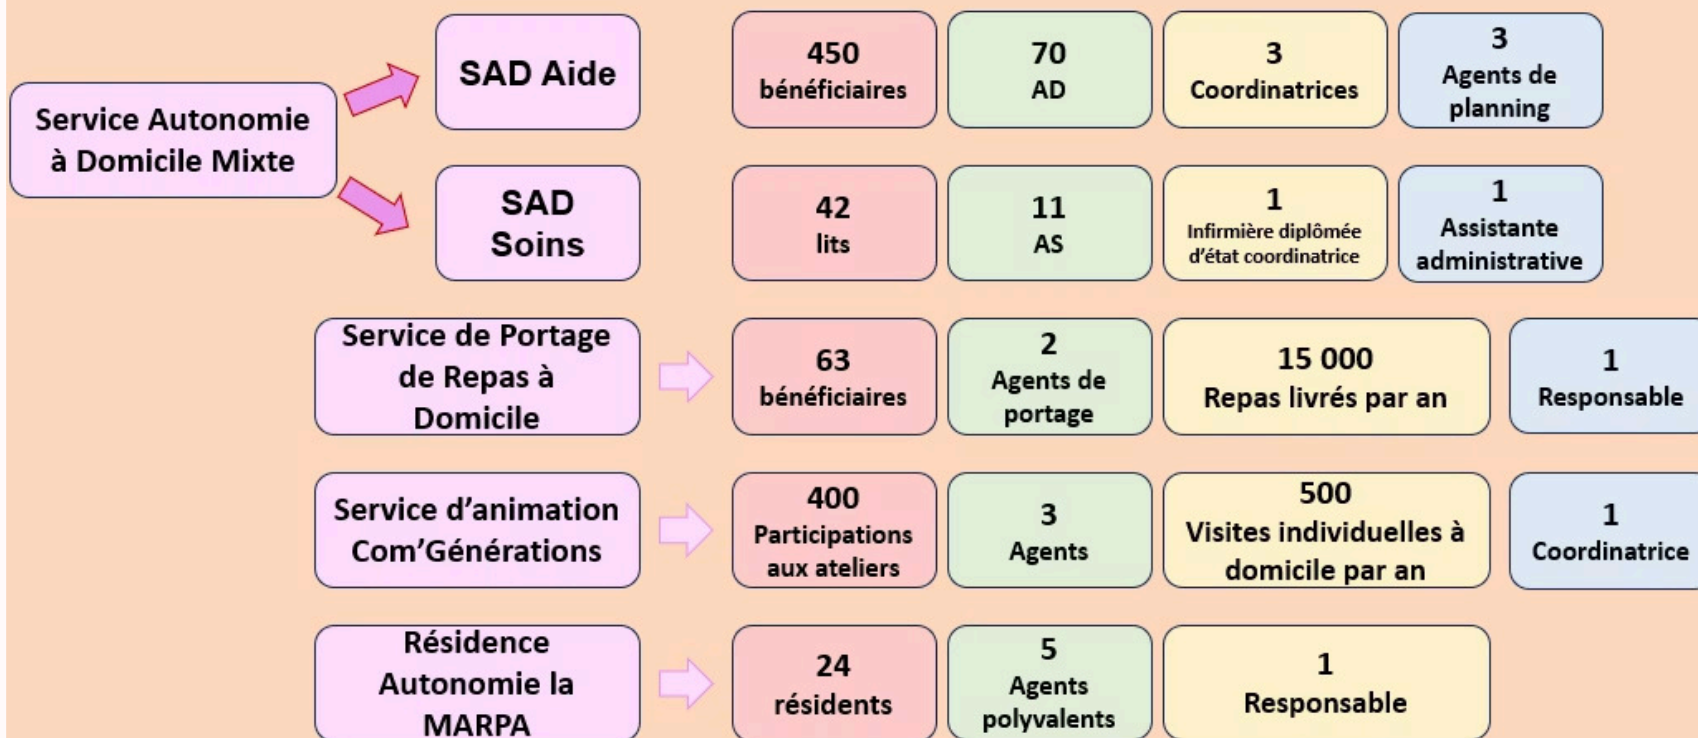 Service Autonomie
à Domicile Mixte
SAD Aide
450
bénéficiaires
70
AD
3
Coordinatrices
3
Agents de
planning
SAD
Soins
42
lits
11
AS
1
Infirmière diplômée
d'état coordinatrice
1
Assistante
administrative
Service de Portage
de Repas à
Domicile
63
bénéficiaires
2
Agents de
portage
15 000
Repas livrés par an
1
Responsable
Service d'animation
Com'Générations
400
Participations
aux ateliers
3
Agents
500
Visites individuelles à
domicile par an
1
Coordinatrice
Résidence
Autonomie la
MARPA
24
résidents
5
Agents
polyvalents
1
Responsable